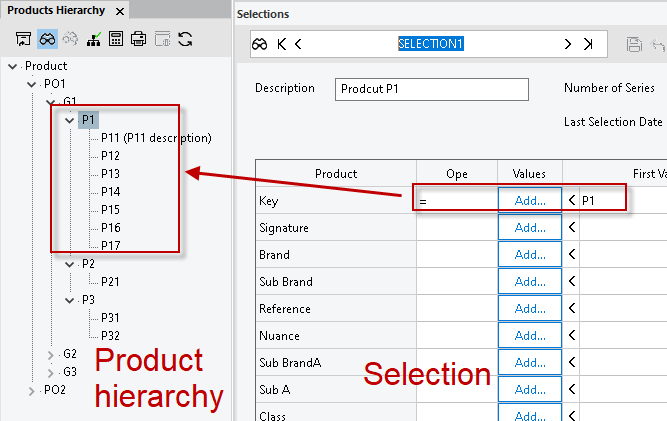 Products Hierarchy ×
Product
PO1
G1
P1
P11 (P11 description)
P12
P13
P14
P15
P16
P17
P2
P21
P3
P31
P32
G2
G3
PO2
Product
hierarchy
Selections
SELECTION1
Description Prodcut P1 Number of Series
Last Selection Date
Product Ope Values First Va
Key = Add... < P1
Signature Add... <
Brand Add... <
Sub Brand Add... <
Reference Add... <
Nuance Add... <
Sub BrandA Add... <
Sub A Add... <
Class Add... <
Selection